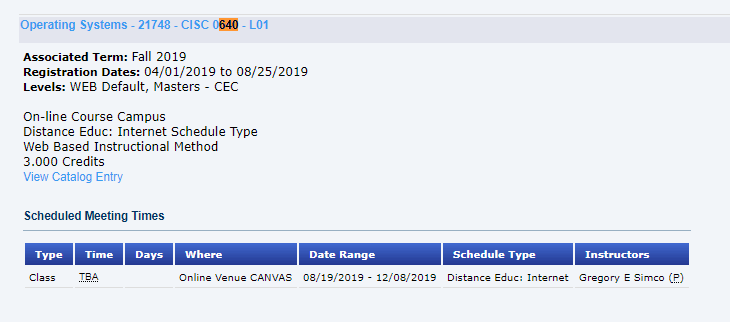 Operating Systems - 21748 - CISC 0640 - L01
Associated Term: Fall 2019
Registration Dates: 04/01/2019 to 08/25/2019
Levels: WEB Default, Masters - CEC
On-line Course Campus
Distance Educ: Internet Schedule Type
Web Based Instructional Method
3.000 Credits
View Catalog Entry
Scheduled Meeting Times
Type Time Days Where Date Range Schedule Type Instructors
Class TBA Online Venue CANVAS 08/19/2019 - 12/08/2019 Distance Educ: Internet Gregory E Simco (P)